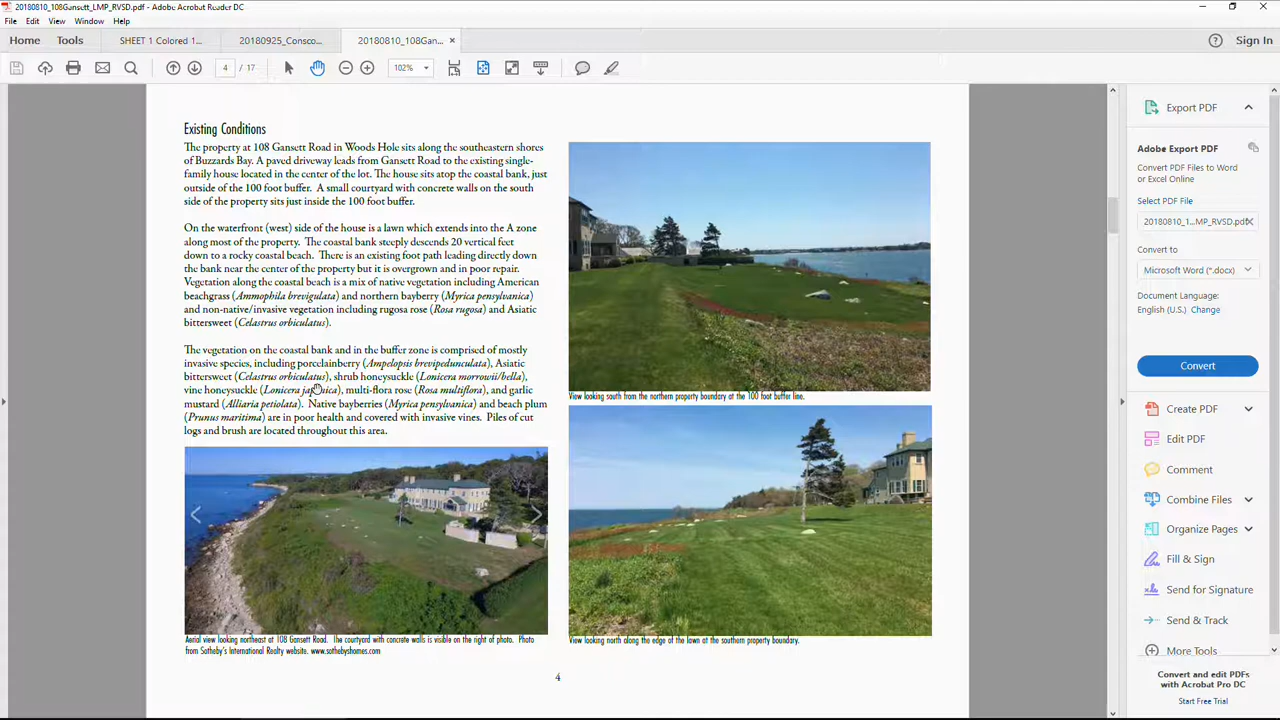 20180810_108Gansett_LMP_RVSD.pdf - Adobe Acrobat Reader DC
File Edit View Window Help
Home Tools SHEET 1 Colored 1... 20180925_Consco... 20180810_108Gan... × Sign In
4 / 17 102%
Existing Conditions
The property at 108 Gansett Road in Woods Hole sits along the southeastern shores
of Buzzards Bay. A paved driveway leads from Gansett Road to the existing single-
family house located in the center of the lot. The house sits atop the coastal bank, just
outside of the 100 foot buffer. A small courtyard with concrete walls on the south
side of the property sits just inside the 100 foot buffer.
On the waterfront (west) side of the house is a lawn which extends into the A zone
along most of the property. The coastal bank steeply descends 20 vertical feet
down to a rocky coastal beach. There is an existing foot path leading directly down
the bank near the center of the property but it is overgrown and in poor repair.
Vegetation along the coastal beach is a mix of native vegetation including American
beachgrass (Ammophila brevigulata) and northern bayberry (Myrica pensylvanica)
and non-native/invasive vegetation including rugosa rose (Rosa rugosa) and Asiatic
bittersweet (Celastrus orbiculatus).
The vegetation on the coastal bank and in the buffer zone is comprised of mostly
invasive species, including porcelainberry (Ampelopsis brevipedunculata), Asiatic
bittersweet (Celastrus orbiculatus), shrub honeysuckle (Lonicera morrowii/bella),
vine honeysuckle (Lonicera japonica), multi-flora rose (Rosa multiflora), and garlic
mustard (Alliaria petiolata). Native bayberries (Myrica pensylvanica) and beach plum
(Prunus maritima) are in poor health and covered with invasive vines. Piles of cut
logs and brush are located throughout this area.
Aerial view looking northeast at 108 Gansett Road. The courtyard with concrete walls is visible on the right of photo. Photo
from Sotheby's International Realty website. www.sothebyshomes.com
View looking south from the northern property boundary at the 100 foot buffer line.
View looking north along the edge of the lawn at the southern property boundary.
4
Export PDF
Adobe Export PDF
Convert PDF Files to Word
or Excel Online
Select PDF File
20180810_1...MP_RVSD.pdf ×
Convert to
Microsoft Word (*.docx)
Document Language:
English (U.S.) Change
Convert
Create PDF
Edit PDF
Comment
Combine Files
Organize Pages
Fill & Sign
Send for Signature
Send & Track
More Tools
Convert and edit PDFs
with Acrobat Pro DC
Start Free Trial